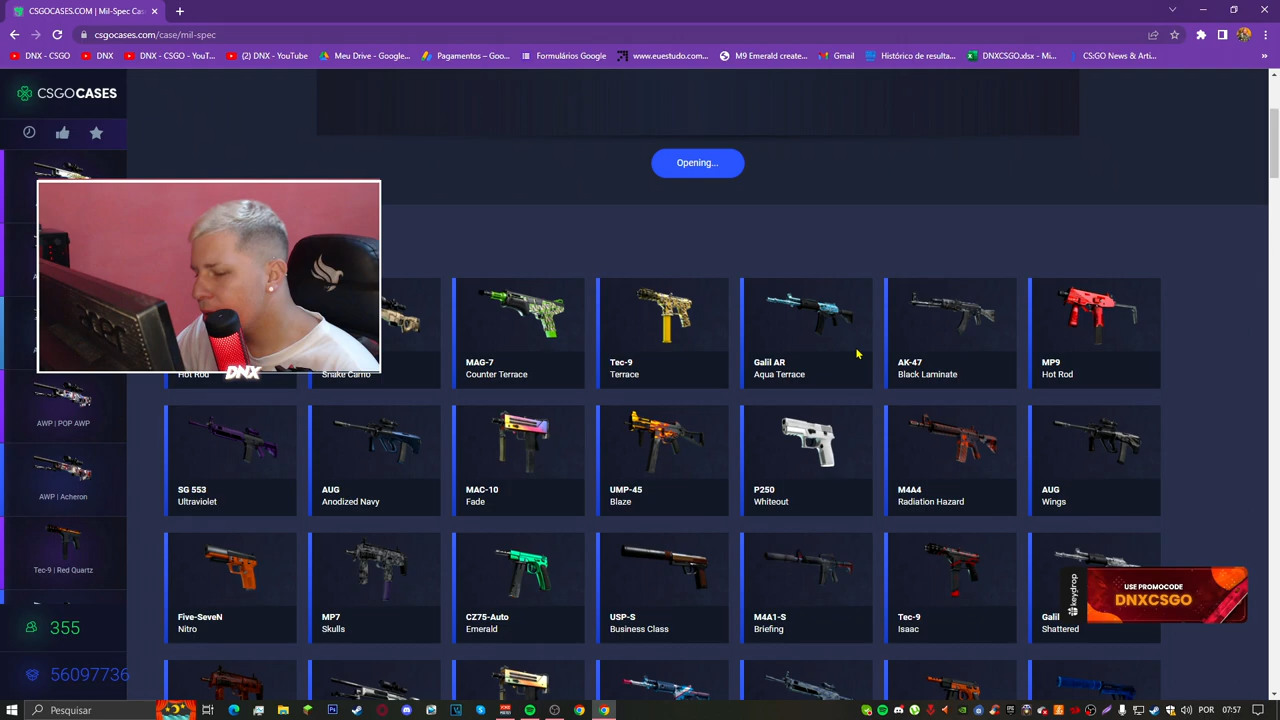 CSGOCASES.COM | Mil-Spec Cas
csgocases.com/case/mil-spec
DNX - CSGO
DNX
DNX - CSGO - YouT...
(2) DNX - YouTube
Meu Drive - Google...
Pagamentos – Goo...
Formulários Google
www.euestudo.com...
M9 Emerald create...
Gmail
Histórico de resulta...
DNXCSGO.xlsx - Mi...
CS:GO News & Arti...
»
CSGOCASES
Opening...
MAG-7
Counter Terrace
Tec-9
Terrace
Galil AR
Aqua Terrace
AK-47
Black Laminate
MP9
Hot Rod
Hot Rod
Snake Camo
DNX
SG 553
Ultraviolet
AUG
Anodized Navy
MAC-10
Fade
UMP-45
Blaze
P250
Whiteout
M4A4
Radiation Hazard
AUG
Wings
AWP | POP AWP
AWP | Acheron
Tec-9 | Red Quartz
Five-SeveN
Nitro
MP7
Skulls
CZ75-Auto
Emerald
USP-S
Business Class
M4A1-S
Briefing
Tec-9
Isaac
Galil
Shattered
keydrop
USE PROMOCODE
DNXCSGO
355
56097736
Pesquisar
POR
07:57